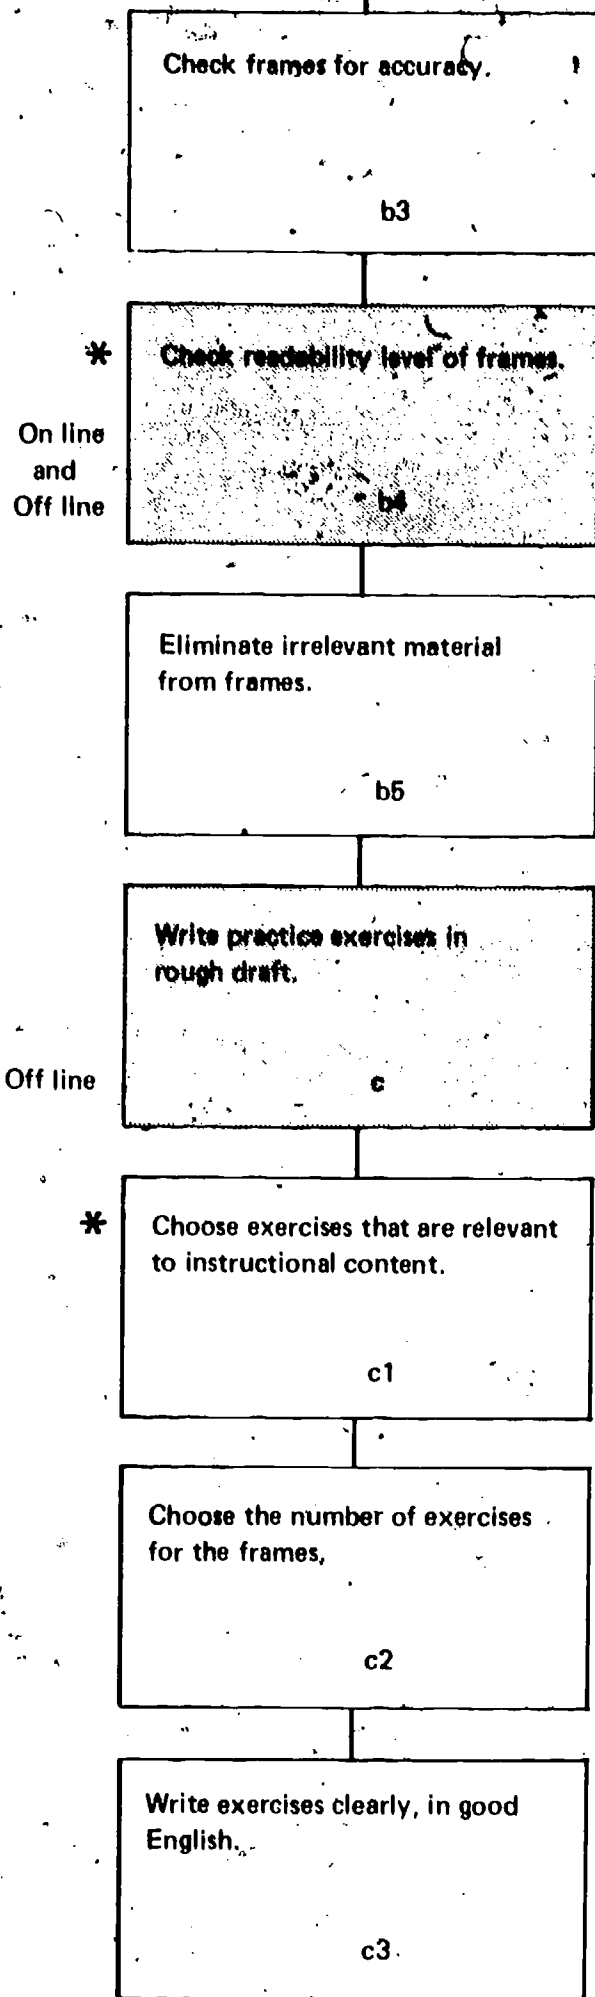 Check frames for accuracy.
b3
*
Check readability level of frames.
On line
and
Off line
b4
Eliminate irrelevant material
from frames.
b5
Write practice exercises in
rough draft.
Off line
c
*
Choose exercises that are relevant
to instructional content.
c1
Choose the number of exercises
for the frames,
c2
Write exercises clearly, in good
English.
c3